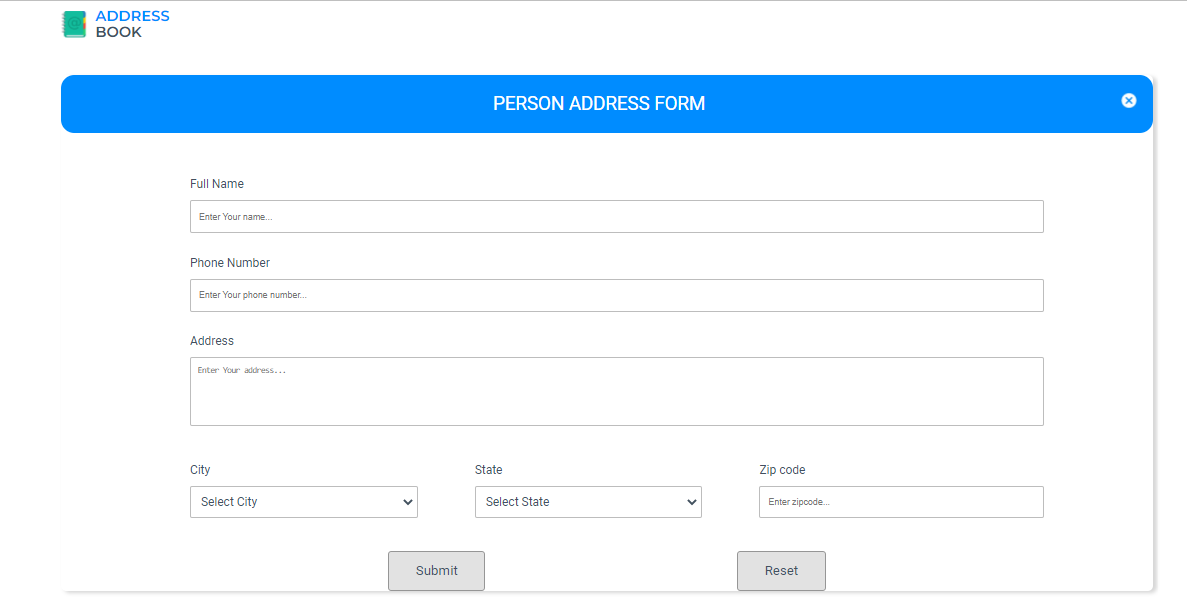 ADDRESS
BOOK
PERSON ADDRESS FORM
Full Name
Enter Your name...
Phone Number
Enter Your phone number...
Address
Enter Your address...
City State Zip code
Select City Select State Enter zipcode...
Submit Reset